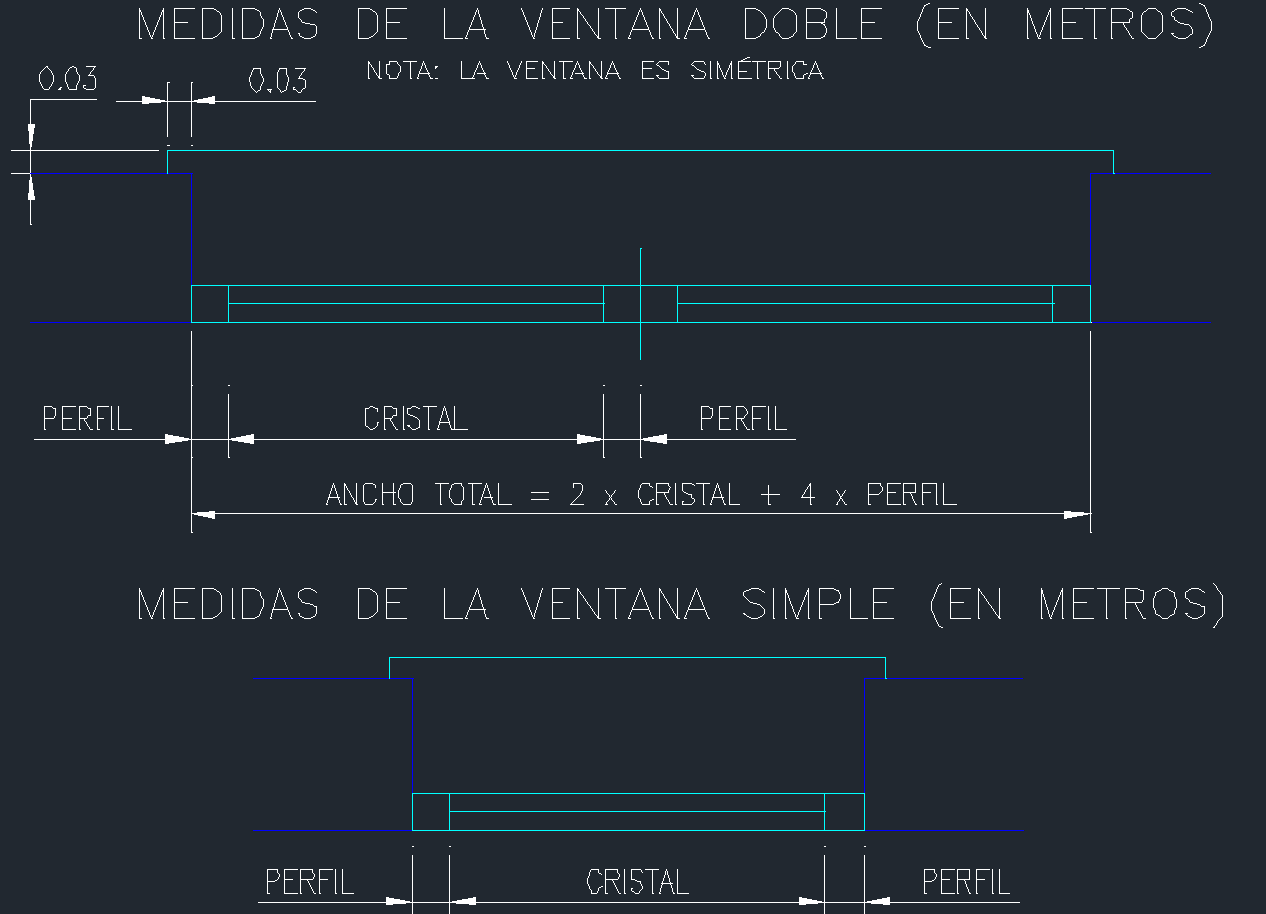 MEDIDAS DE LA VENTANA DOBLE (EN METROS)
NOTA: LA VENTANA ES SIMÉTRICA
0.03 0.03
PERFIL CRISTAL PERFIL
ANCHO TOTAL = 2 x CRISTAL + 4 x PERFIL
MEDIDAS DE LA VENTANA SIMPLE (EN METROS)
PERFIL CRISTAL PERFIL